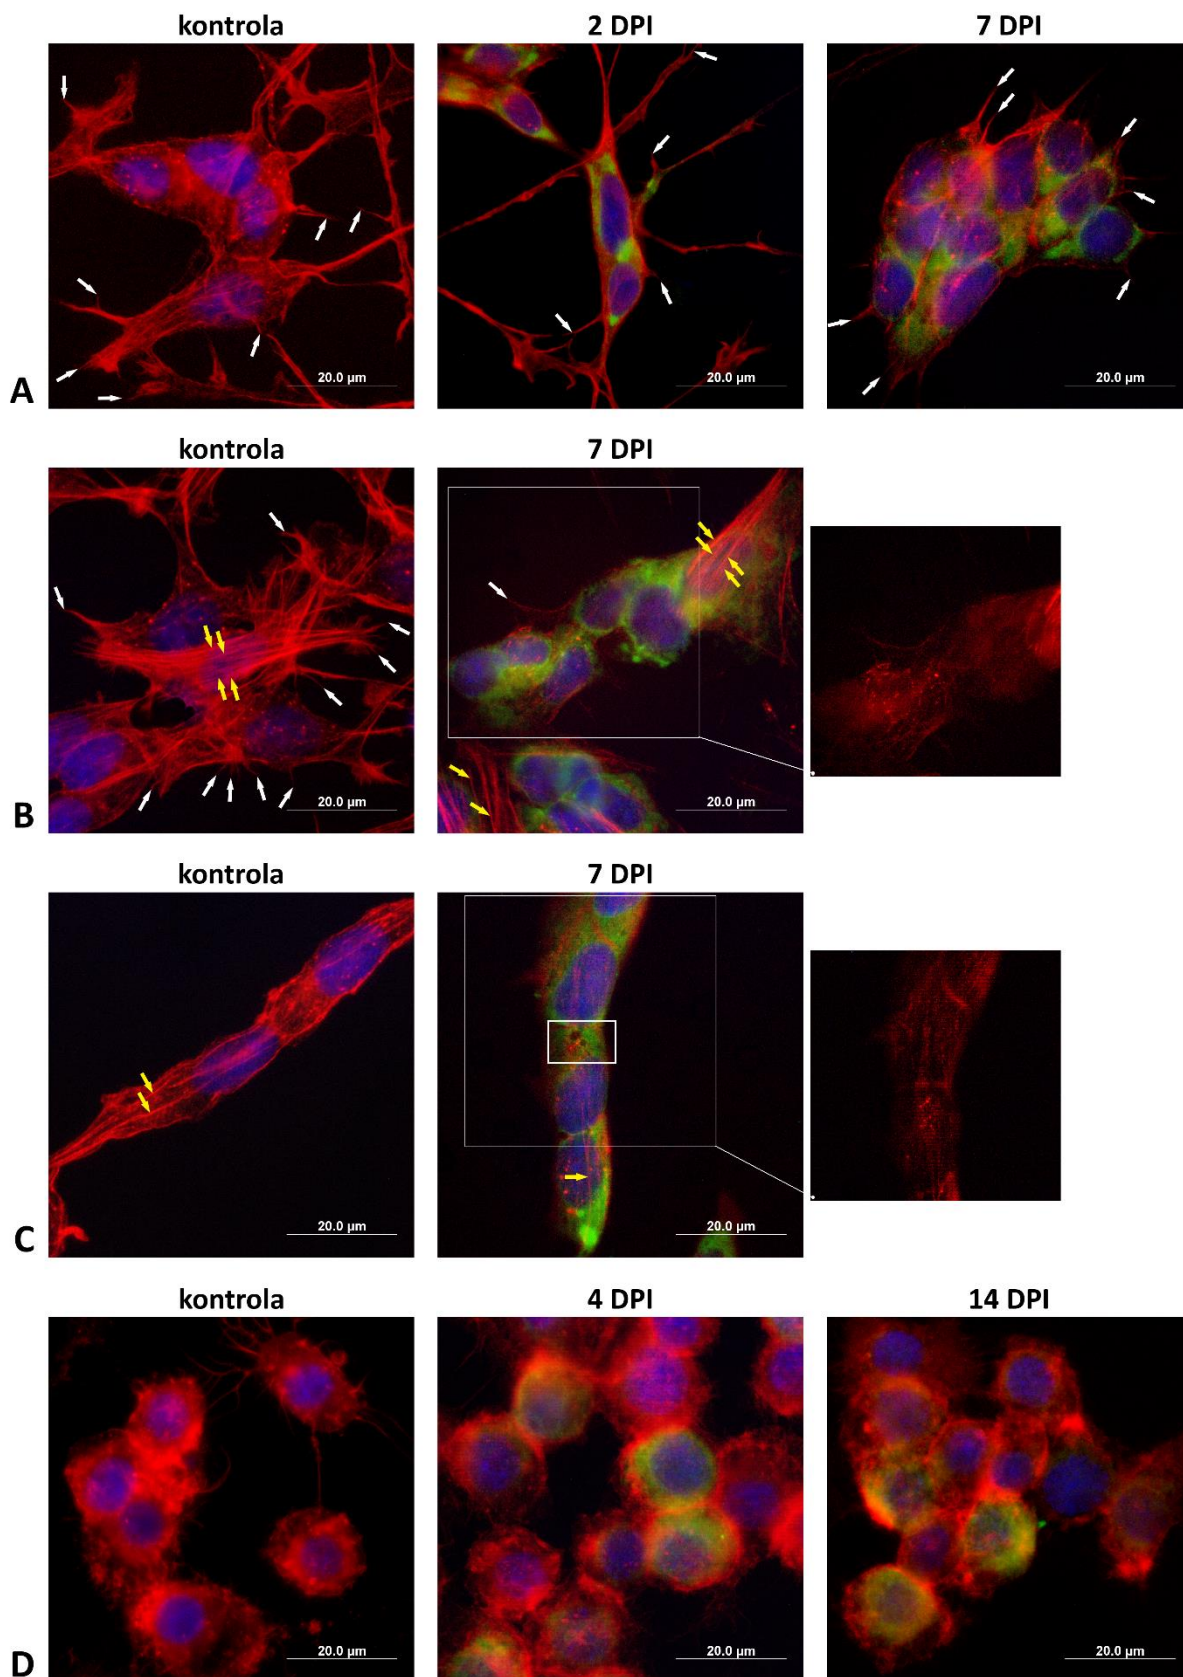 kontrola 2 DPI 7 DPI
20.0 µm 20.0 µm 20.0 µm
A
kontrola 7 DPI
20.0 µm 20.0 µm
B
kontrola 7 DPI
20.0 µm 20.0 µm
C
kontrola 4 DPI 14 DPI
20.0 µm 20.0 µm 20.0 µm
D